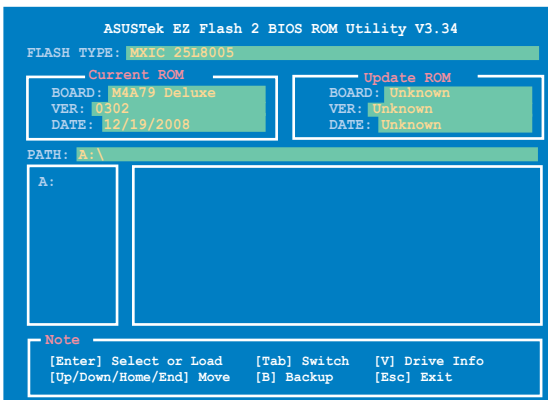 ASUSTek EZ Flash 2 BIOS ROM Utility V3.34
FLASH TYPE: MXIC 25L8005
Current ROM
BOARD: M4A79 Deluxe
VER: 0302
DATE: 12/19/2008
Update ROM
BOARD: Unknown
VER: Unknown
DATE: Unknown
PATH: A:\
A:
Note
[Enter] Select or Load [Tab] Switch [V] Drive Info
[Up/Down/Home/End] Move [B] Backup [Esc] Exit